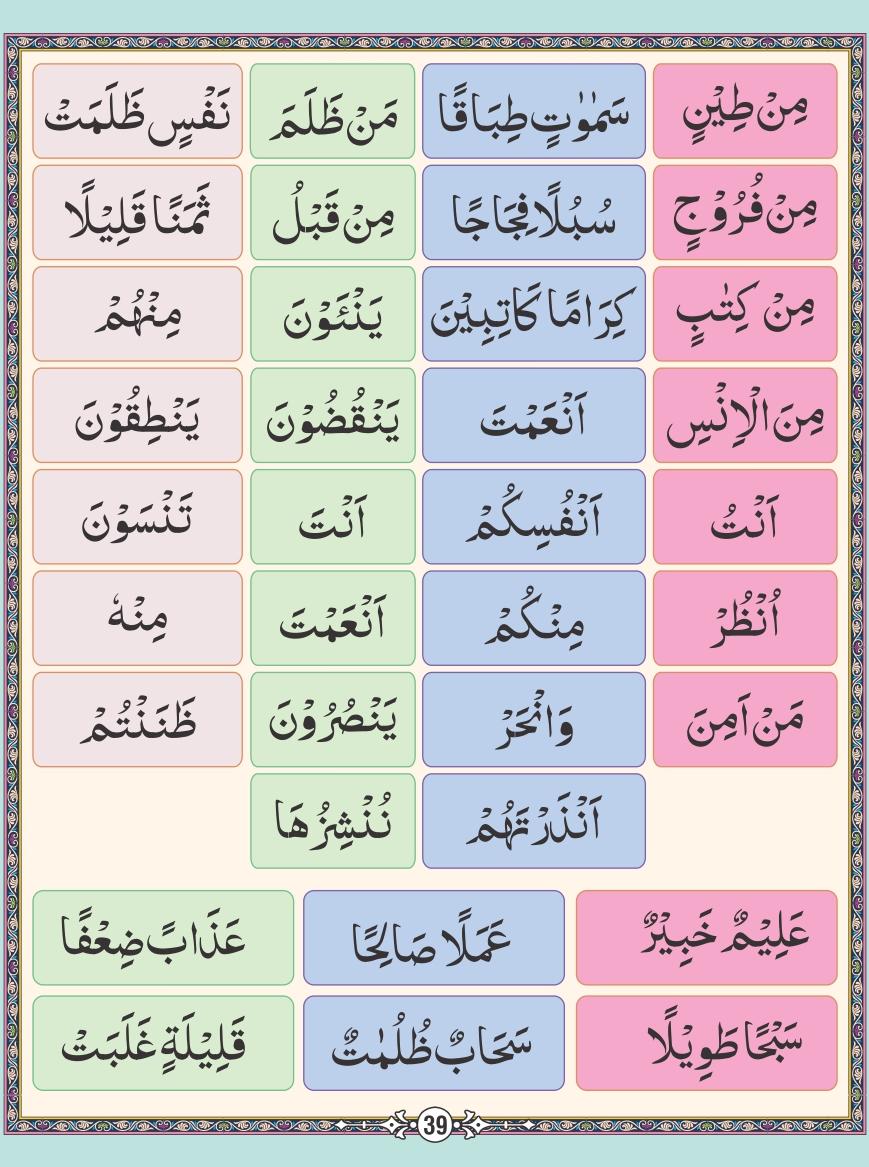 مِنْ طِيْنٍ سَمٰوٰتٍ طِبَاقًا مَنْ ظَلَمَ نَفْسٍ ظَلَمَتْ
مِنْ فُرُوْجٍ سُبُلًا فِجَاجًا مِنْ قَبْلُ ثَمَنًا قَلِيْلًا
مِنْ كِتٰبٍ كِرَامًا كَاتِبِيْنَ يَنْئَوْنَ مِنْهُمْ
مِنَ الْاِنْسِ اَنْعَمْتَ يَنْقُضُوْنَ يَنْطِقُوْنَ
اَنْتُ اَنْفُسِكُمْ اَنْتَ تَنْسَوْنَ
اُنْظُرْ مِنْكُمْ اَنْعَمْتَ مِنْهُ
مَنْ اَمِنَ وَانْحَرْ يَنْصُرُوْنَ ظَنَنْتُمْ
اَنْذَرْتَهُمْ نُنْشِزُهَا
عَلِيْمٌ خَبِيْرٌ عَمَلًا صَالِحًا عَذَابًا ضِعْفًا
سَبْحًا طَوِيْلًا سَحَابٌ ظُلُمٰتٌ قَلِيْلَةٍ غَلَبَتْ
39